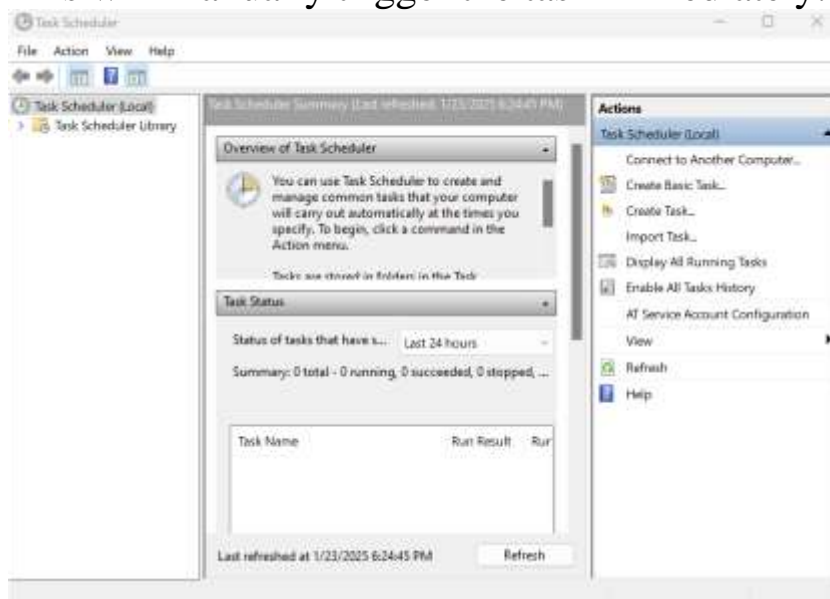 Task Scheduler
File Action View Help
Task Scheduler (Local)
Task Scheduler Library
Task Scheduler Summary (Last refreshed: 1/23/2025 6:24:45 PM)
Overview of Task Scheduler
You can use Task Scheduler to create and
manage common tasks that your computer
will carry out automatically at the times you
specify. To begin, click a command in the
Action menu.
Tasks are stored in folders in the Task
Task Status
Status of tasks that have s... Last 24 hours
Summary: 0 total - 0 running, 0 succeeded, 0 stopped, ...
Task Name Run Result Run
Last refreshed at 1/23/2025 6:24:45 PM Refresh
Actions
Task Scheduler (Local)
Connect to Another Computer...
Create Basic Task...
Create Task...
Import Task...
Display All Running Tasks
Enable All Tasks History
AT Service Account Configuration
View
Refresh
Help